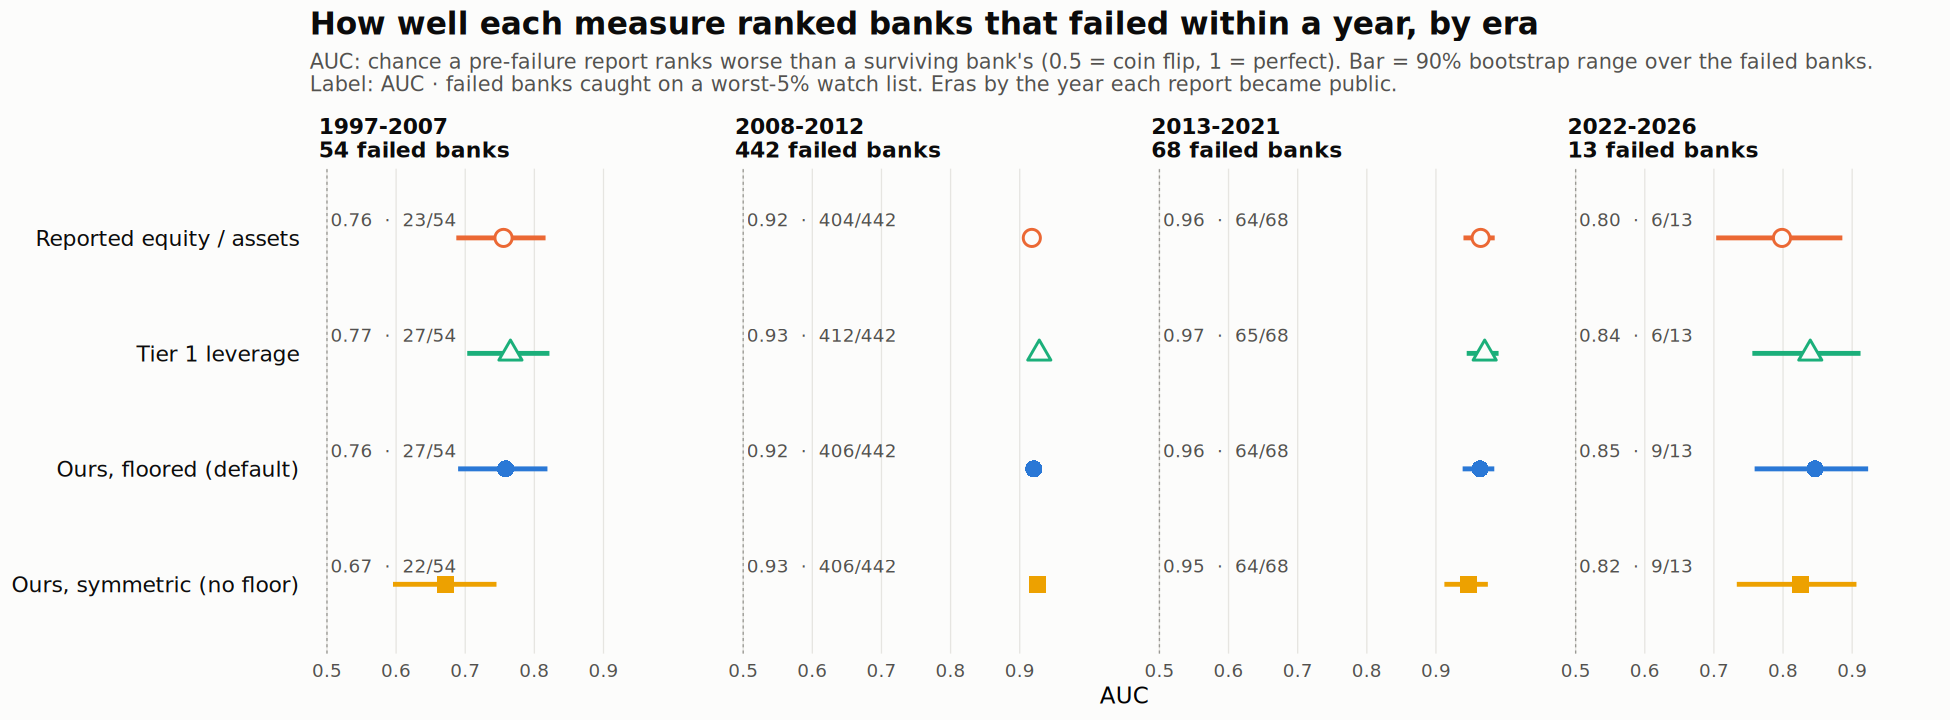 How well each measure ranked banks that failed within a year, by era
AUC: chance a pre-failure report ranks worse than a surviving bank's (0.5 = coin flip, 1 = perfect). Bar = 90% bootstrap range over the failed banks.
Label: AUC · failed banks caught on a worst-5% watch list. Eras by the year each report became public.
1997-2007
54 failed banks
2008-2012
442 failed banks
2013-2021
68 failed banks
2022-2026
13 failed banks
Reported equity / assets
0.76 · 23/54
0.92 · 404/442
0.96 · 64/68
0.80 · 6/13
Tier 1 leverage
0.77 · 27/54
0.93 · 412/442
0.97 · 65/68
0.84 · 6/13
Ours, floored (default)
0.76 · 27/54
0.92 · 406/442
0.96 · 64/68
0.85 · 9/13
Ours, symmetric (no floor)
0.67 · 22/54
0.93 · 406/442
0.95 · 64/68
0.82 · 9/13
0.5 0.6 0.7 0.8 0.9
0.5 0.6 0.7 0.8 0.9
0.5 0.6 0.7 0.8 0.9
0.5 0.6 0.7 0.8 0.9
AUC